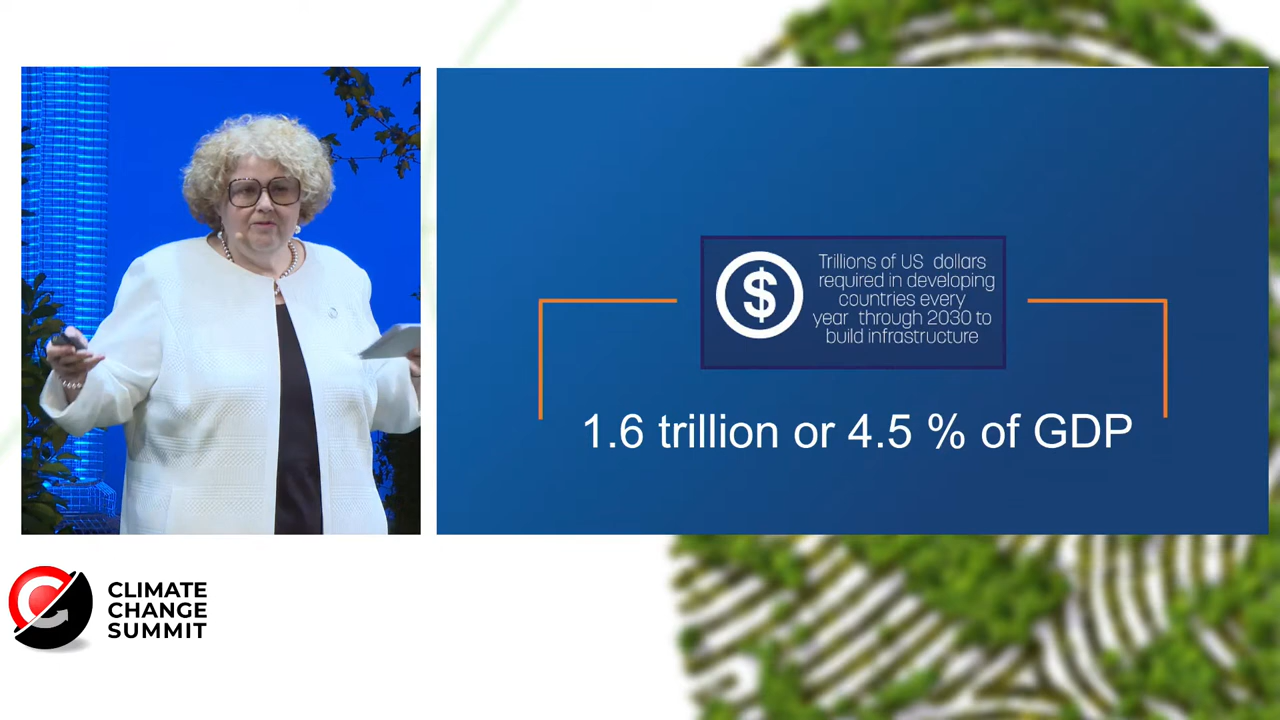 $
Trillions of US dollars
required in developing
countries every
year through 2030 to
build infrastructure
1.6 trillion or 4.5 % of GDP
CLIMATE
CHANGE
SUMMIT